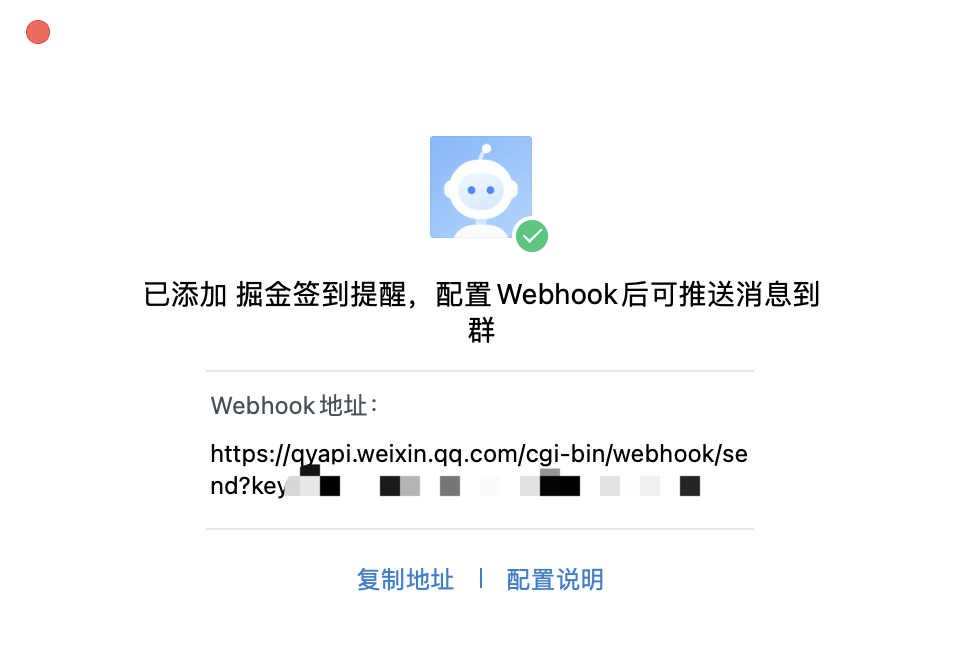 已添加 掘金签到提醒，配置Webhook后可推送消息到
群
Webhook地址：
https://qyapi.weixin.qq.com/cgi-bin/webhook/se
nd?key
复制地址 | 配置说明